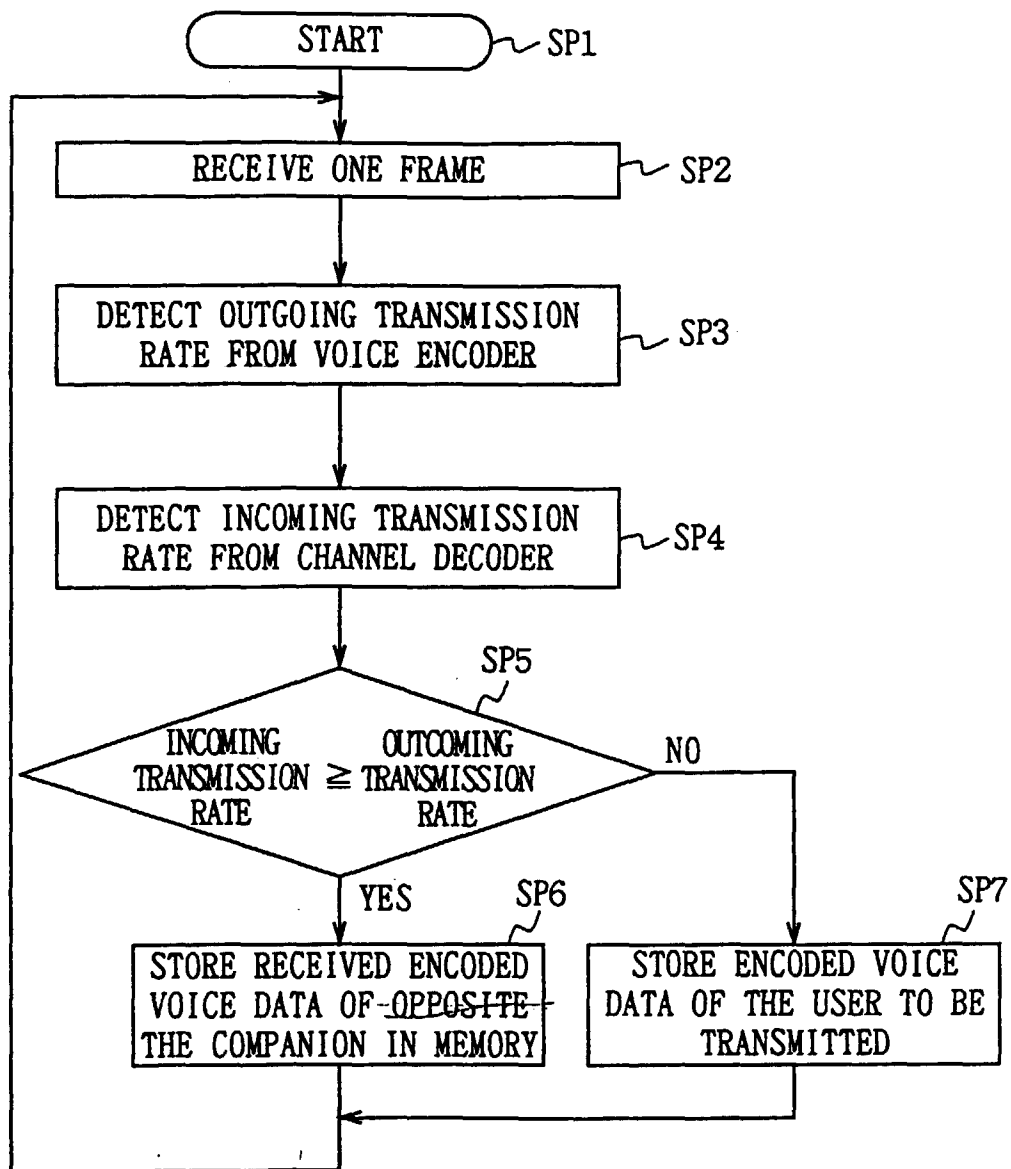 START
SP1
RECEIVE ONE FRAME
SP2
DETECT OUTGOING TRANSMISSION
RATE FROM VOICE ENCODER
SP3
DETECT INCOMING TRANSMISSION
RATE FROM CHANNEL DECODER
SP4
SP5
INCOMING
TRANSMISSION
RATE
≧
OUTCOMING
TRANSMISSION
RATE
NO
YES
SP6
STORE RECEIVED ENCODED
VOICE DATA OF OPPOSITE
THE COMPANION IN MEMORY
SP7
STORE ENCODED VOICE
DATA OF THE USER TO BE
TRANSMITTED